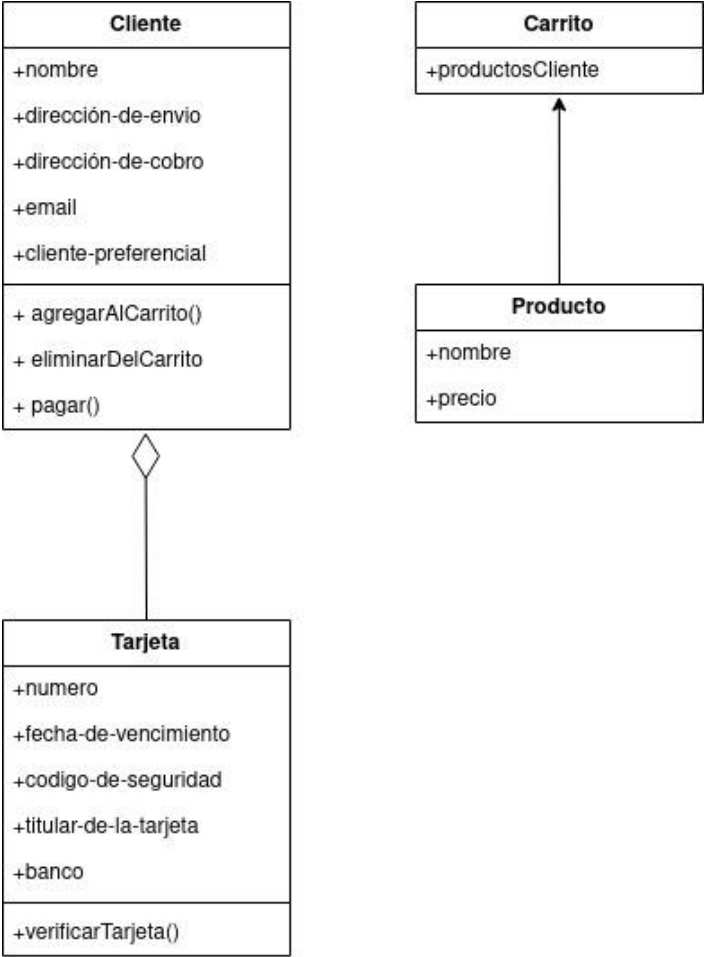 Cliente
+nombre
+dirección-de-envio
+dirección-de-cobro
+email
+cliente-preferencial
+ agregarAlCarrito()
+ eliminarDelCarrito
+ pagar()
Carrito
+productosCliente
Producto
+nombre
+precio
Tarjeta
+numero
+fecha-de-vencimiento
+codigo-de-seguridad
+titular-de-la-tarjeta
+banco
+verificarTarjeta()